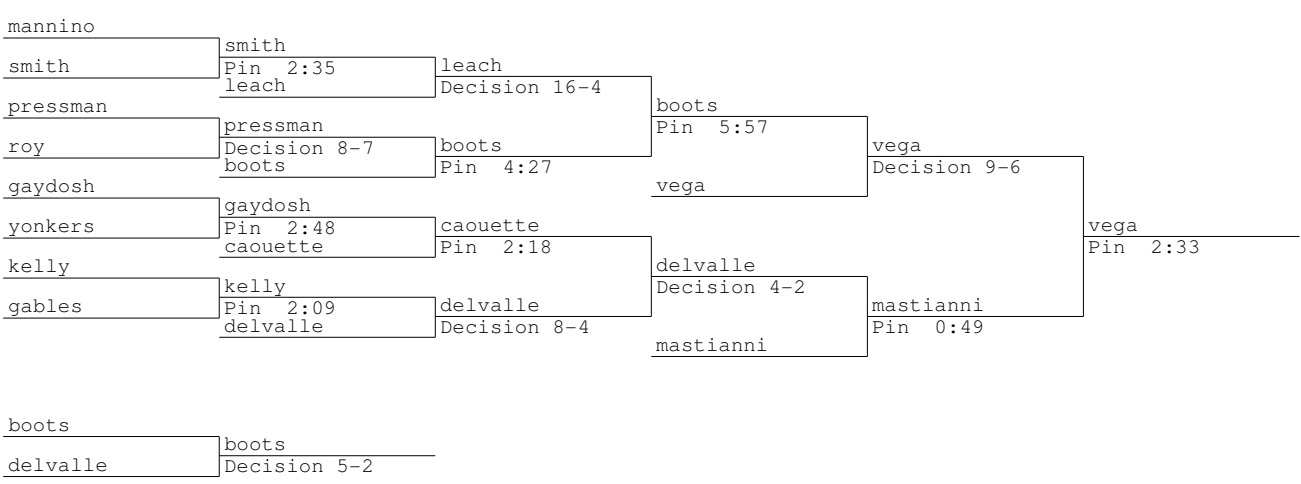 mannino
smith
smith
Pin 2:35
leach
leach
Decision 16-4
pressman
boots
pressman
Pin 5:57
roy
Decision 8-7
boots
vega
boots
Pin 4:27
Decision 9-6
gaydosh
vega
gaydosh
yonkers
Pin 2:48
caouette
vega
caouette
Pin 2:18
Pin 2:33
kelly
delvalle
kelly
Decision 4-2
gables
Pin 2:09
delvalle
mastianni
delvalle
Decision 8-4
Pin 0:49
mastianni
boots
boots
delvalle
Decision 5-2